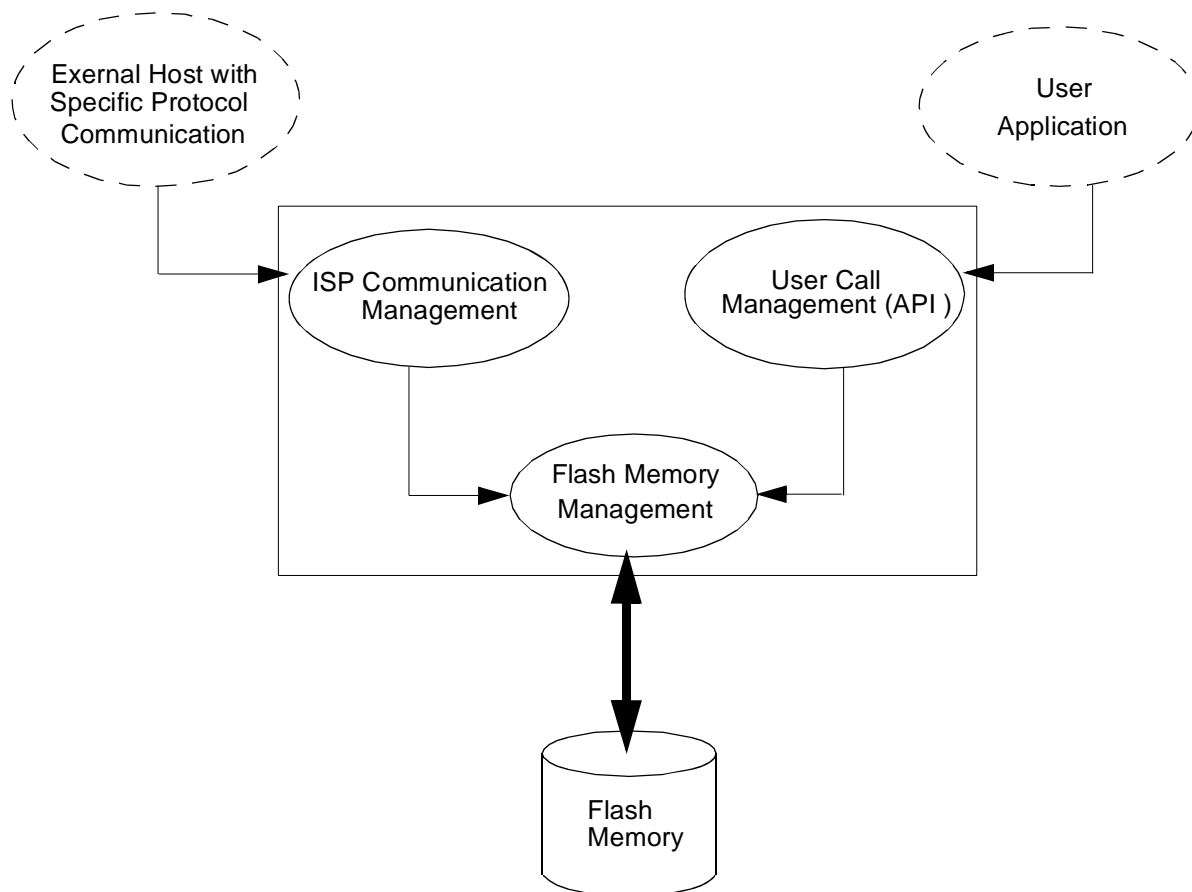 Exernal Host with
Specific Protocol
Communication
User
Application
ISP Communication
Management
User Call
Management (API )
Flash Memory
Management
Flash
Memory